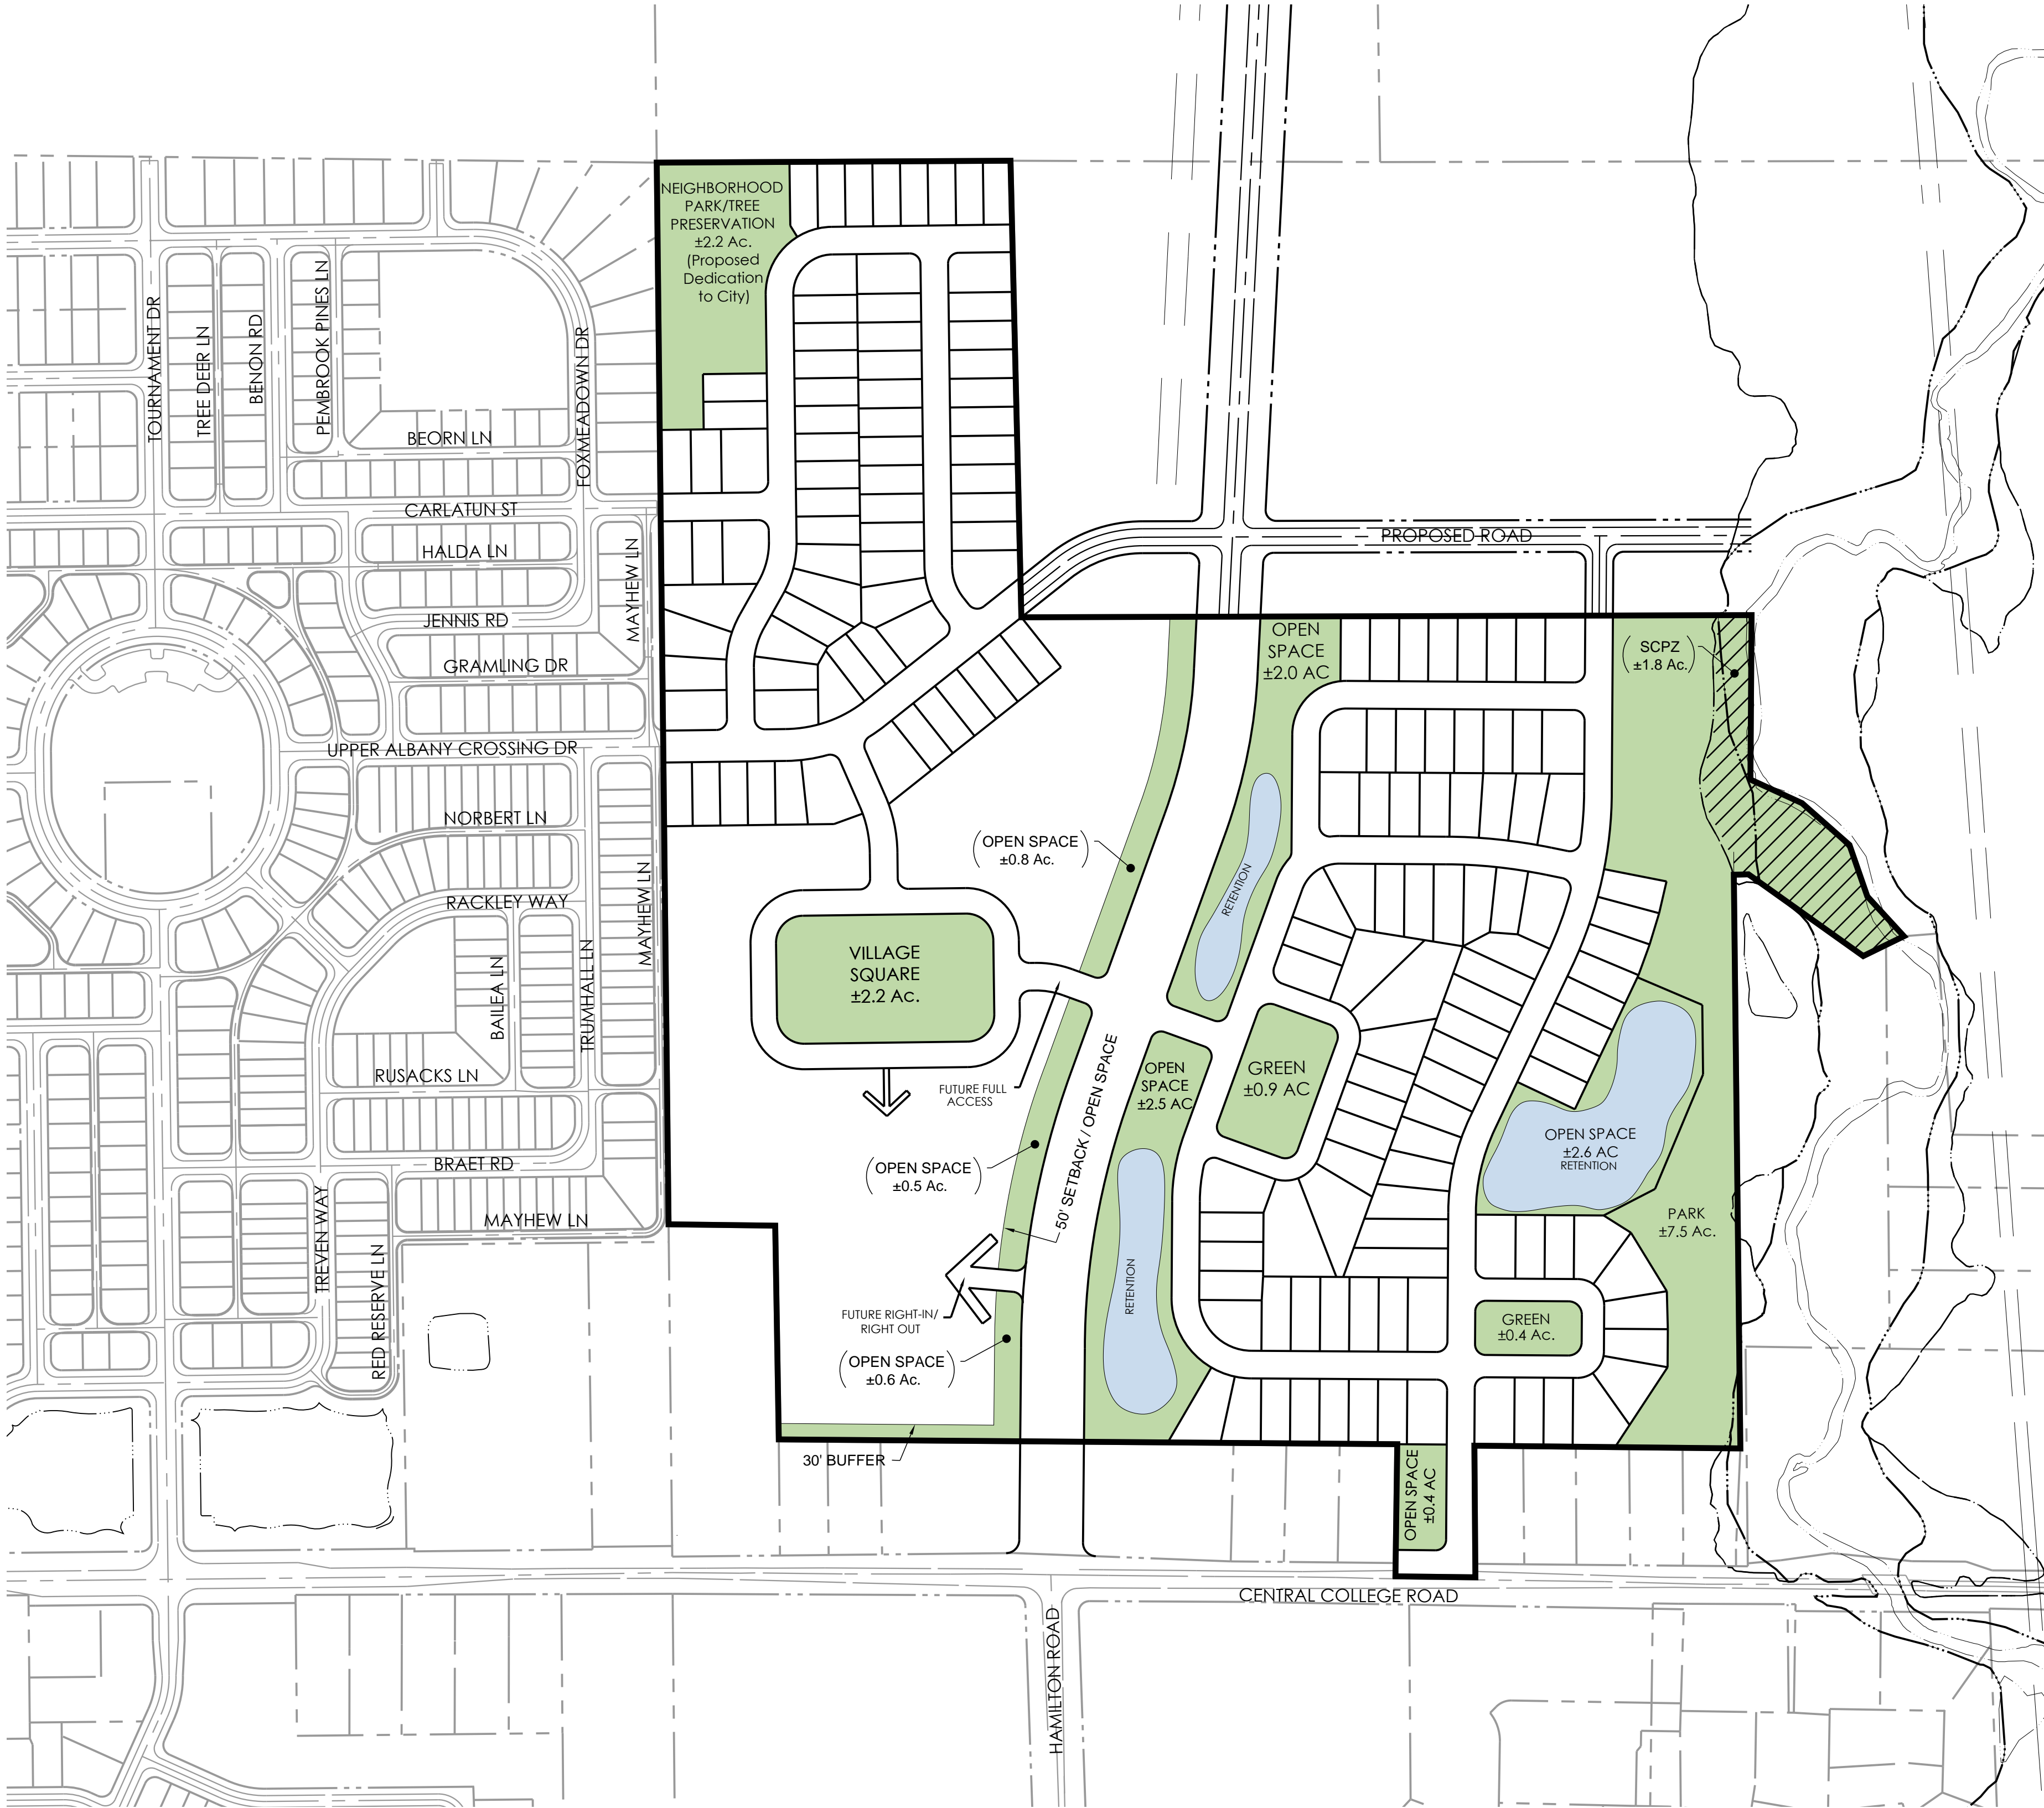 NEIGHBORHOOD
PARK/TREE
PRESERVATION
±2.2 Ac.
(Proposed
Dedication
to City)
TOURNAMENT DR
TREE DEER LN
BENON RD
PEMBROOK PINES LN
FOXMEADOWN DR
BEORN LN
CARLATUN ST
HALDA LN
MAYHEW LN
JENNIS RD
GRAMLING DR
UPPER ALBANY CROSSING DR
NORBERT LN
RACKLEY WAY
MAYHEW LN
BAILEA LN
TRUMHALL LN
RUSACKS LN
BRAET RD
MAYHEW LN
TREVEN WAY
RED RESERVE LN
PROPOSED ROAD
OPEN
SPACE
±2.0 AC
(SCPZ
±1.8 Ac.)
(OPEN SPACE
±0.8 Ac.)
RETENTION
VILLAGE
SQUARE
±2.2 Ac.
FUTURE FULL
ACCESS
50' SETBACK / OPEN SPACE
OPEN
SPACE
±2.5 AC
GREEN
±0.9 AC
OPEN SPACE
±2.6 AC
RETENTION
(OPEN SPACE
±0.5 Ac.)
PARK
±7.5 Ac.
RETENTION
FUTURE RIGHT-IN/
RIGHT OUT
GREEN
±0.4 Ac.
(OPEN SPACE
±0.6 Ac.)
30' BUFFER
OPEN SPACE
±0.4 AC
CENTRAL COLLEGE ROAD
HAMILTON ROAD